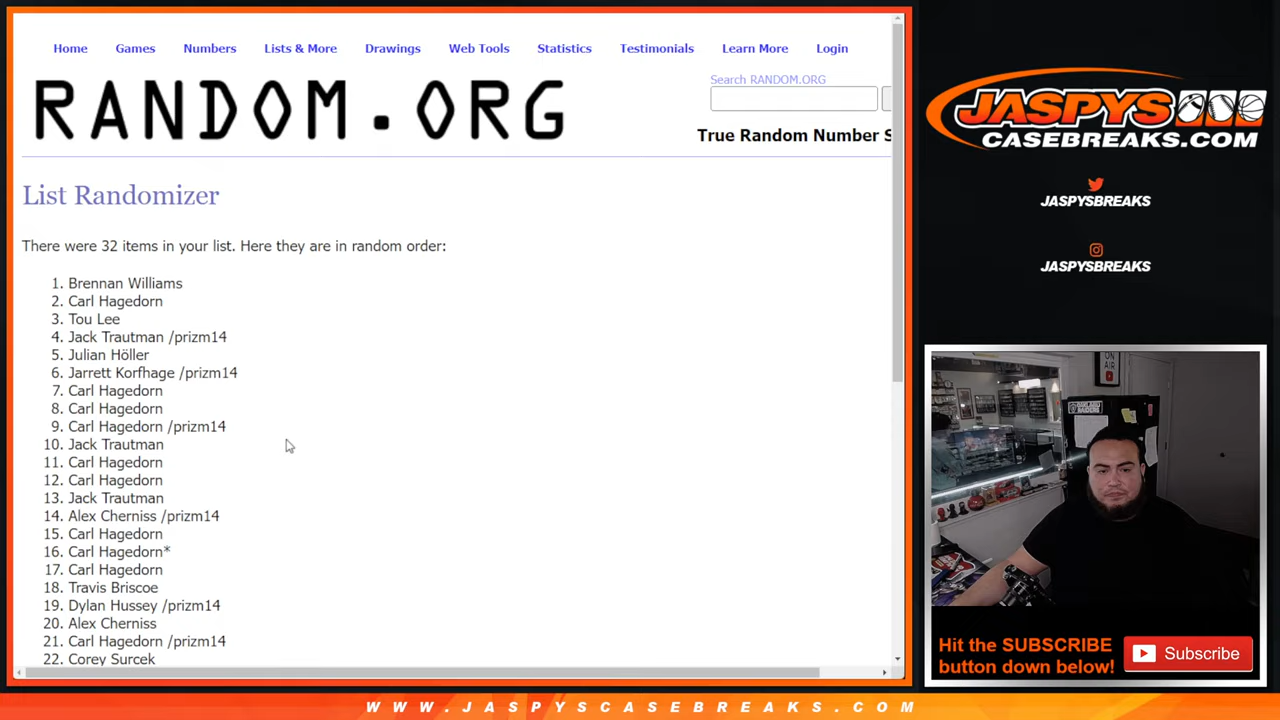 Home Games Numbers Lists & More Drawings Web Tools Statistics Testimonials Learn More Login
RANDOM.ORG
Search RANDOM.ORG
True Random Number S
List Randomizer
There were 32 items in your list. Here they are in random order:
1. Brennan Williams
2. Carl Hagedorn
3. Tou Lee
4. Jack Trautman /prizm14
5. Julian Höller
6. Jarrett Korfhage /prizm14
7. Carl Hagedorn
8. Carl Hagedorn
9. Carl Hagedorn /prizm14
10. Jack Trautman
11. Carl Hagedorn
12. Carl Hagedorn
13. Jack Trautman
14. Alex Cherniss /prizm14
15. Carl Hagedorn
16. Carl Hagedorn*
17. Carl Hagedorn
18. Travis Briscoe
19. Dylan Hussey /prizm14
20. Alex Cherniss
21. Carl Hagedorn /prizm14
22. Corey Surcek
JASPYS
CASEBREAKS.COM
JASPYSBREAKS
JASPYSBREAKS
ON AIR
Hit the SUBSCRIBE
button down below!
Subscribe
WWW.JASPYSCASEBREAKS.COM